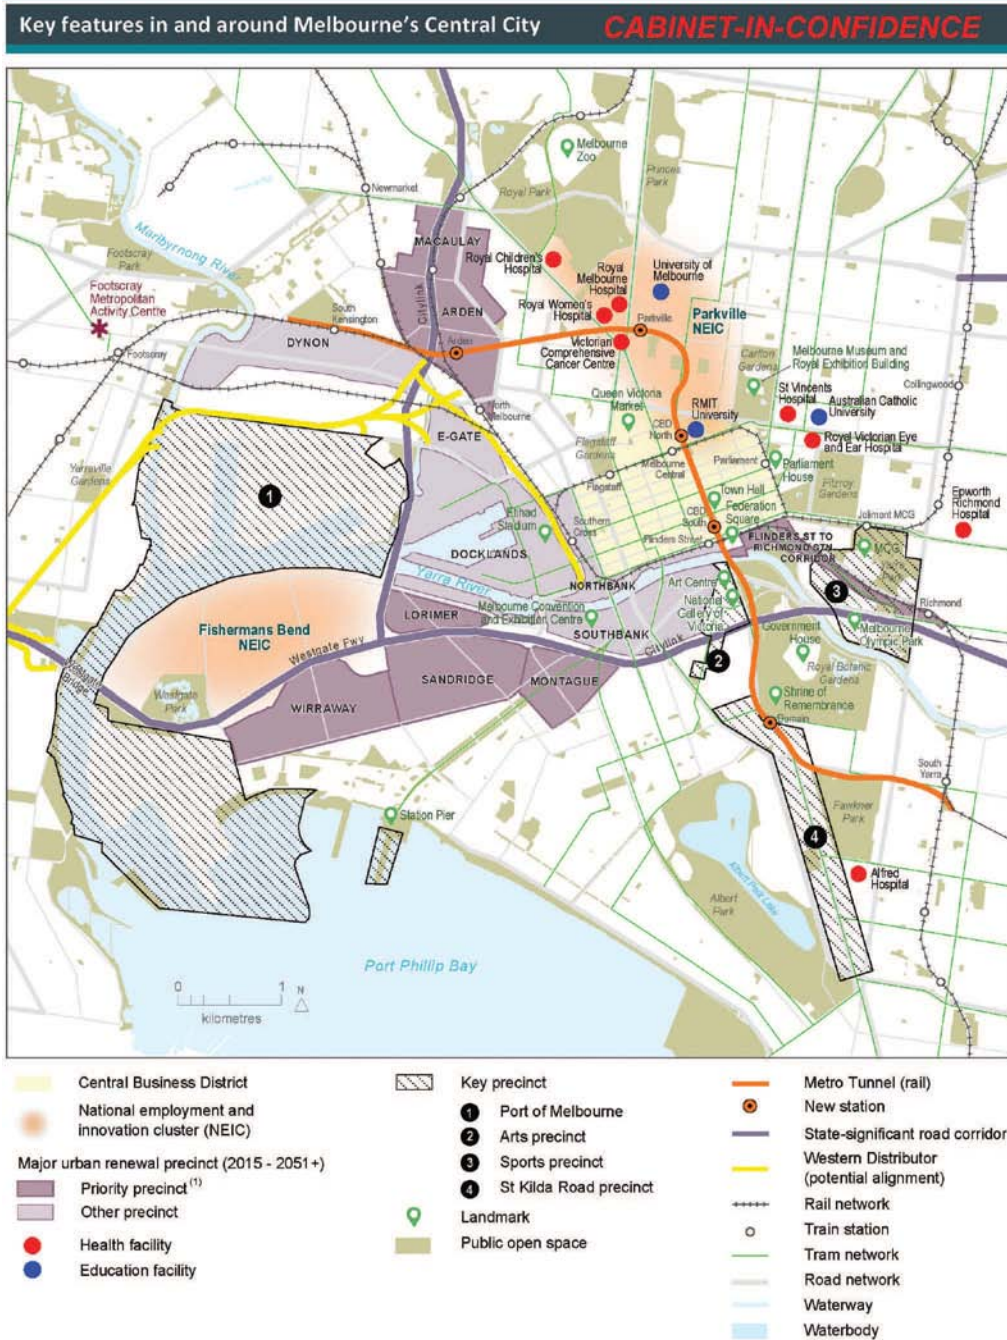 Key features in and around Melbourne's Central City
CABINET-IN-CONFIDENCE
Melbourne
Zoo
Royal Park
Princes
Park
Newmarket
Maribyrnong River
Footscray
Park
MACAULAY
Royal Children's
Hospital
Royal
Melbourne
Hospital
University of
Melbourne
Footscray
Metropolitan
Activity Centre
Citylink
ARDEN
Royal Women's
Hospital
South
Kensington
Parkville
Parkville
NEIC
DYNON
Arden
Footscray
Victorian
Comprehensive
Cancer Centre
Carlton
Gardens
Melbourne Museum and
Royal Exhibition Building
Collingwood
St Vincents
Hospital
Australian Catholic
University
Queen Victoria
Market
RMIT
University
North
Melbourne
CBD
North
Royal Victorian Eye
and Ear Hospital
E-GATE
Flagstaff
Gardens
Melbourne
Central
Parliament
Parliament
House
Yarraville
Gardens
Fitzroy
Gardens
Flagstaff
Epworth
Richmond
Hospital
1
Etihad
Stadium
Southern
Cross
Town Hall
CBD
South
Federation
Square
Jolimont MCG
DOCKLANDS
Flinders Street
FLINDERS ST TO
RICHMOND STN
CORRIDOR
MCG
Yarra
Park
Yarra River
NORTHBANK
Art Centre
3
LORIMER
Melbourne Convention
and Exhibition Centre
National
Gallery of
Victoria
Richmond
Fishermans Bend
NEIC
Westgate Fwy
SOUTHBANK
Citylink
Government
House
Melbourne
Olympic Park
2
Royal Botanic
Gardens
Bridge
Westgate
Park
SANDRIDGE
MONTAGUE
WIRRAWAY
Shrine of
Remembrance
Domain
South
Yarra
Station Pier
Fawkner
Park
4
Albert Park Lake
Alfred
Hospital
Albert
Park
Port Phillip Bay
0 1 N
kilometres
Central Business District
National employment and
innovation cluster (NEIC)
Major urban renewal precinct (2015 - 2051+)
Priority precinct (1)
Other precinct
Health facility
Education facility
Key precinct
1 Port of Melbourne
2 Arts precinct
3 Sports precinct
4 St Kilda Road precinct
Landmark
Public open space
Metro Tunnel (rail)
New station
State-significant road corridor
Western Distributor
(potential alignment)
Rail network
Train station
Tram network
Road network
Waterway
Waterbody